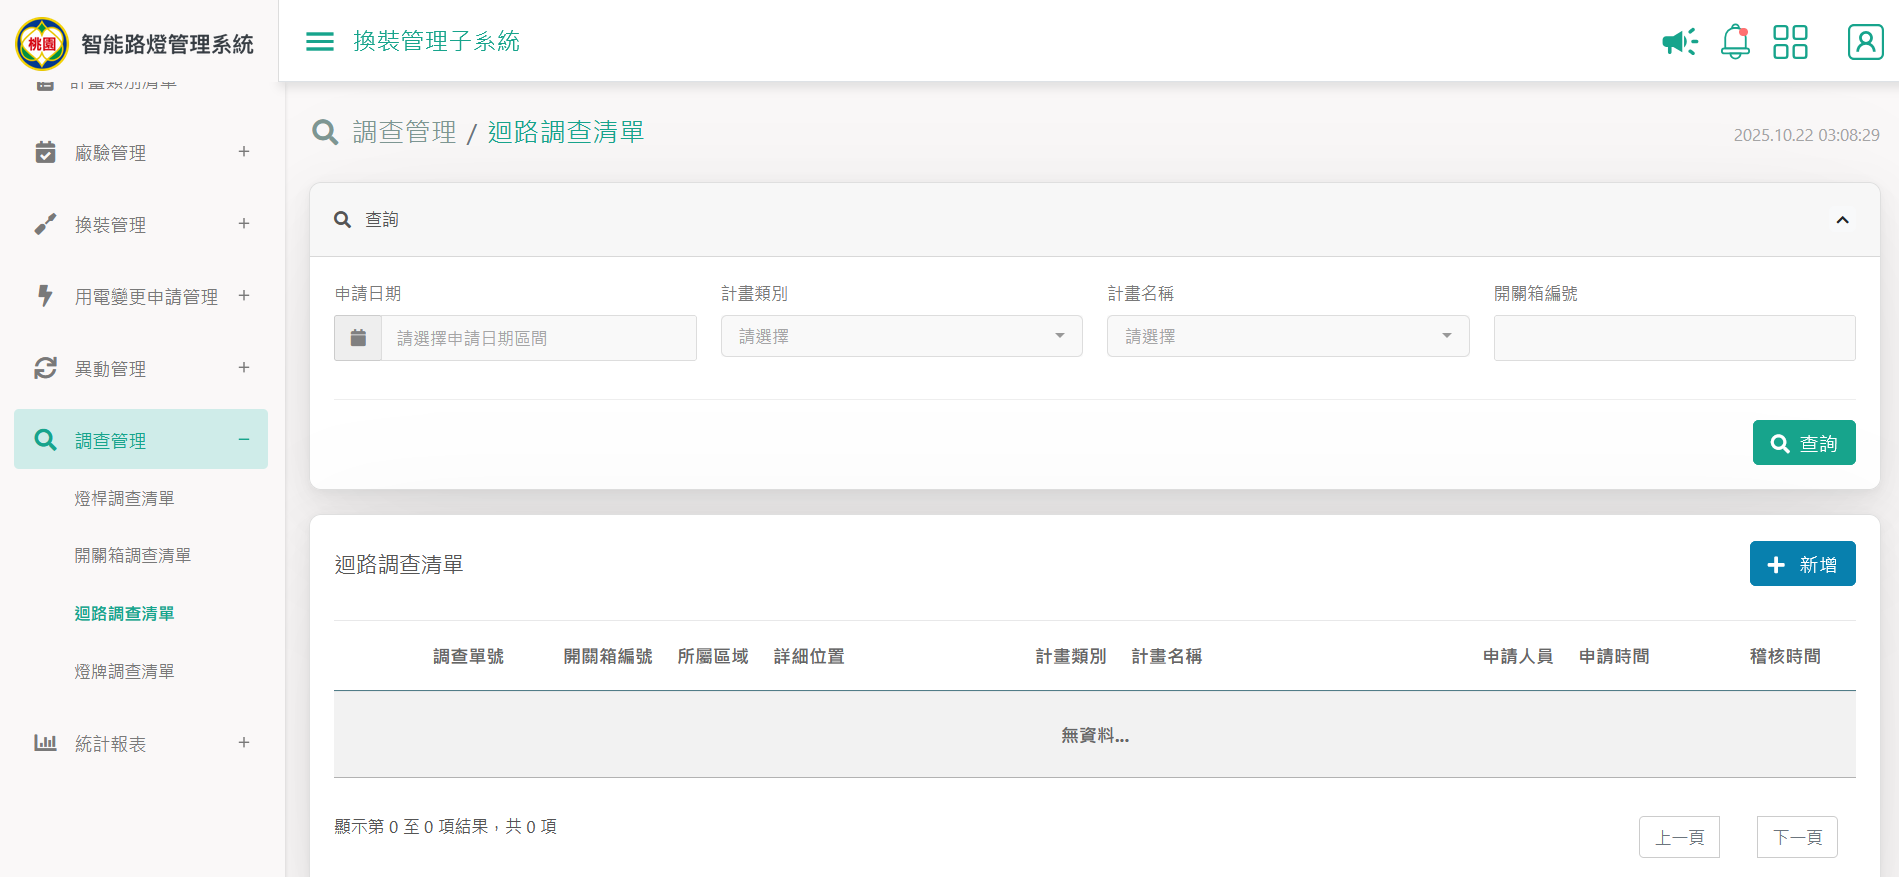 桃園 智能路燈管理系統
換裝管理子系統
計畫類別清單
廠驗管理
換裝管理
用電變更申請管理
異動管理
調查管理
燈桿調查清單
開關箱調查清單
迴路調查清單
燈牌調查清單
統計報表
調查管理 / 迴路調查清單
2025.10.22 03:08:29
查詢
申請日期 計畫類別 計畫名稱 開關箱編號
請選擇申請日期區間 請選擇 請選擇
查詢
迴路調查清單
新增
調查單號 開關箱編號 所屬區域 詳細位置 計畫類別 計畫名稱 申請人員 申請時間 稽核時間
無資料...
顯示第 0 至 0 項結果，共 0 項
上一頁 下一頁